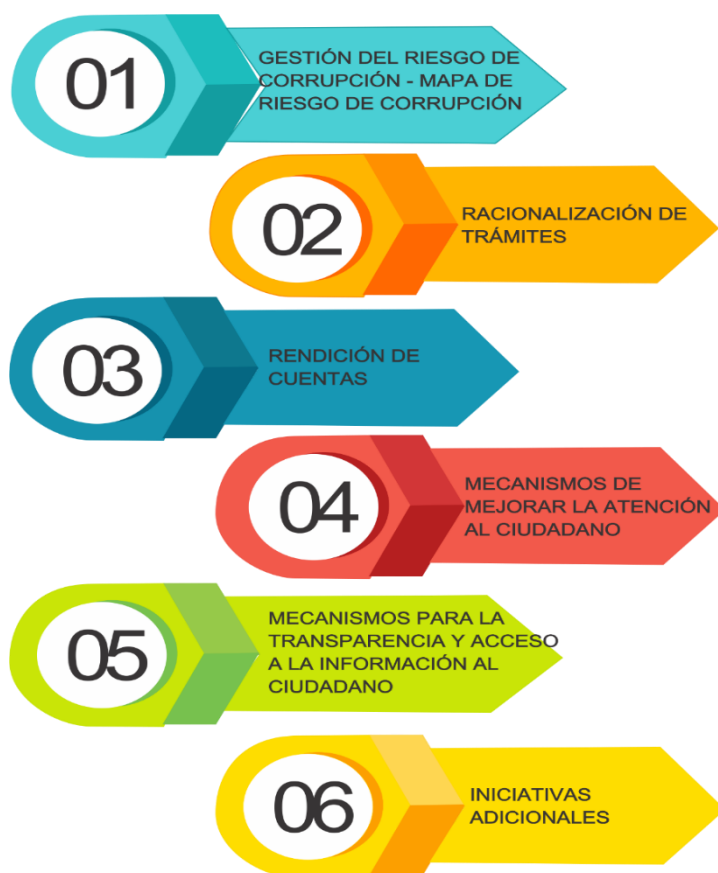 01
GESTIÓN DEL RIESGO DE
CORRUPCIÓN - MAPA DE
RIESGO DE CORRUPCIÓN
02
RACIONALIZACIÓN DE
TRÁMITES
03
RENDICIÓN DE
CUENTAS
04
MECANISMOS DE
MEJORAR LA ATENCIÓN
AL CIUDADANO
05
MECANISMOS PARA LA
TRANSPARENCIA Y ACCESO
A LA INFORMACIÓN AL
CIUDADANO
06
INICIATIVAS
ADICIONALES